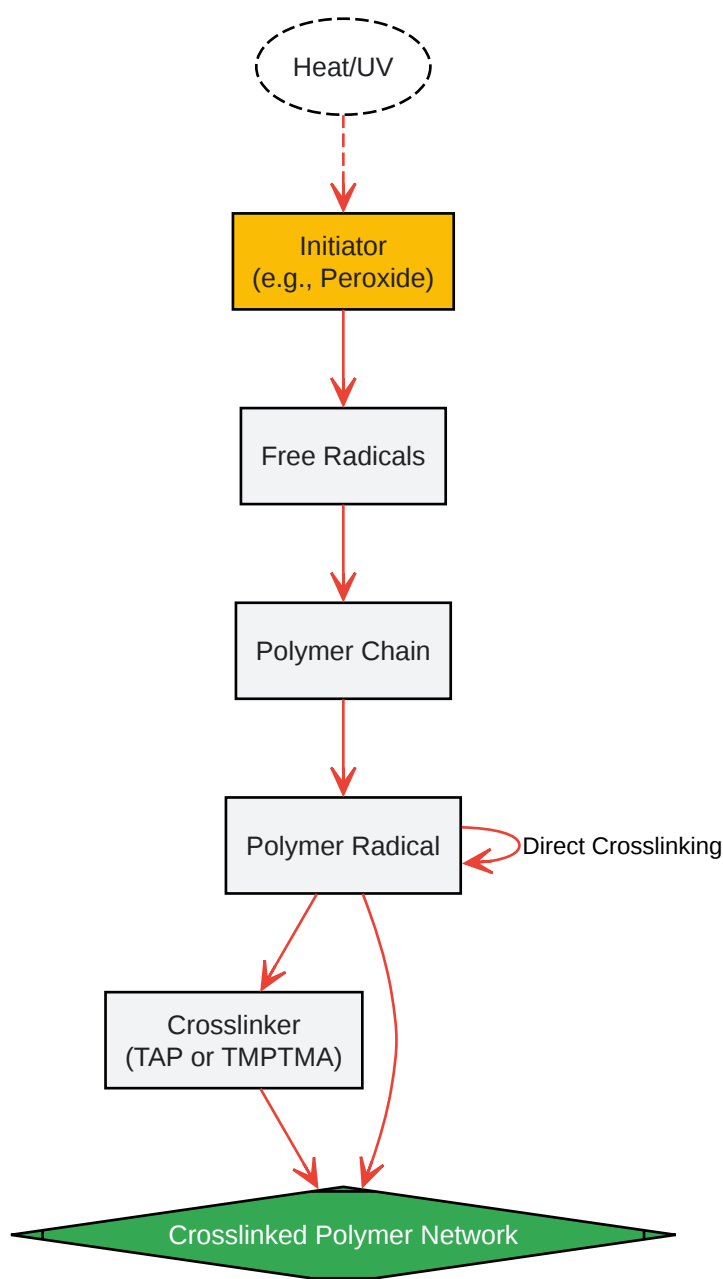 Heat/UV
Initiator
(e.g., Peroxide)
Free Radicals
Polymer Chain
Polymer Radical
Direct Crosslinking
Crosslinker
(TAP or TMPTMA)
Crosslinked Polymer Network